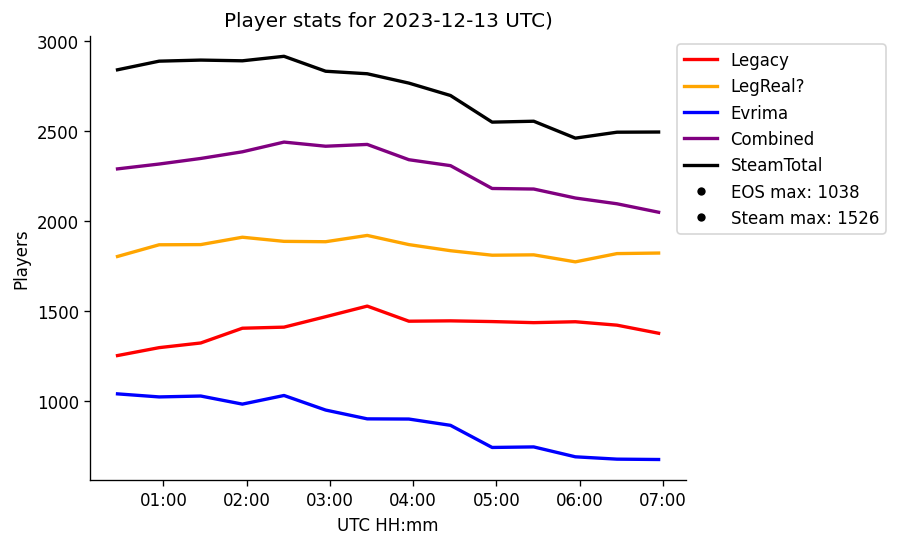 Player stats for 2023-12-13 UTC)
3000
2500
2000
1500
1000
Players
01:00 02:00 03:00 04:00 05:00 06:00 07:00
UTC HH:mm
Legacy
LegReal?
Evrima
Combined
SteamTotal
EOS max: 1038
Steam max: 1526